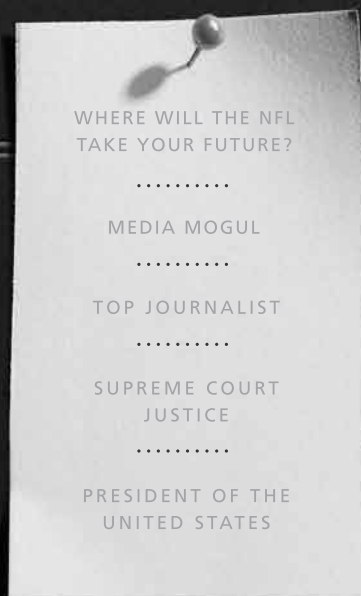 WHERE WILL THE NFL
TAKE YOUR FUTURE?
..........
MEDIA MOGUL
..........
TOP JOURNALIST
..........
SUPREME COURT
JUSTICE
..........
PRESIDENT OF THE
UNITED STATES